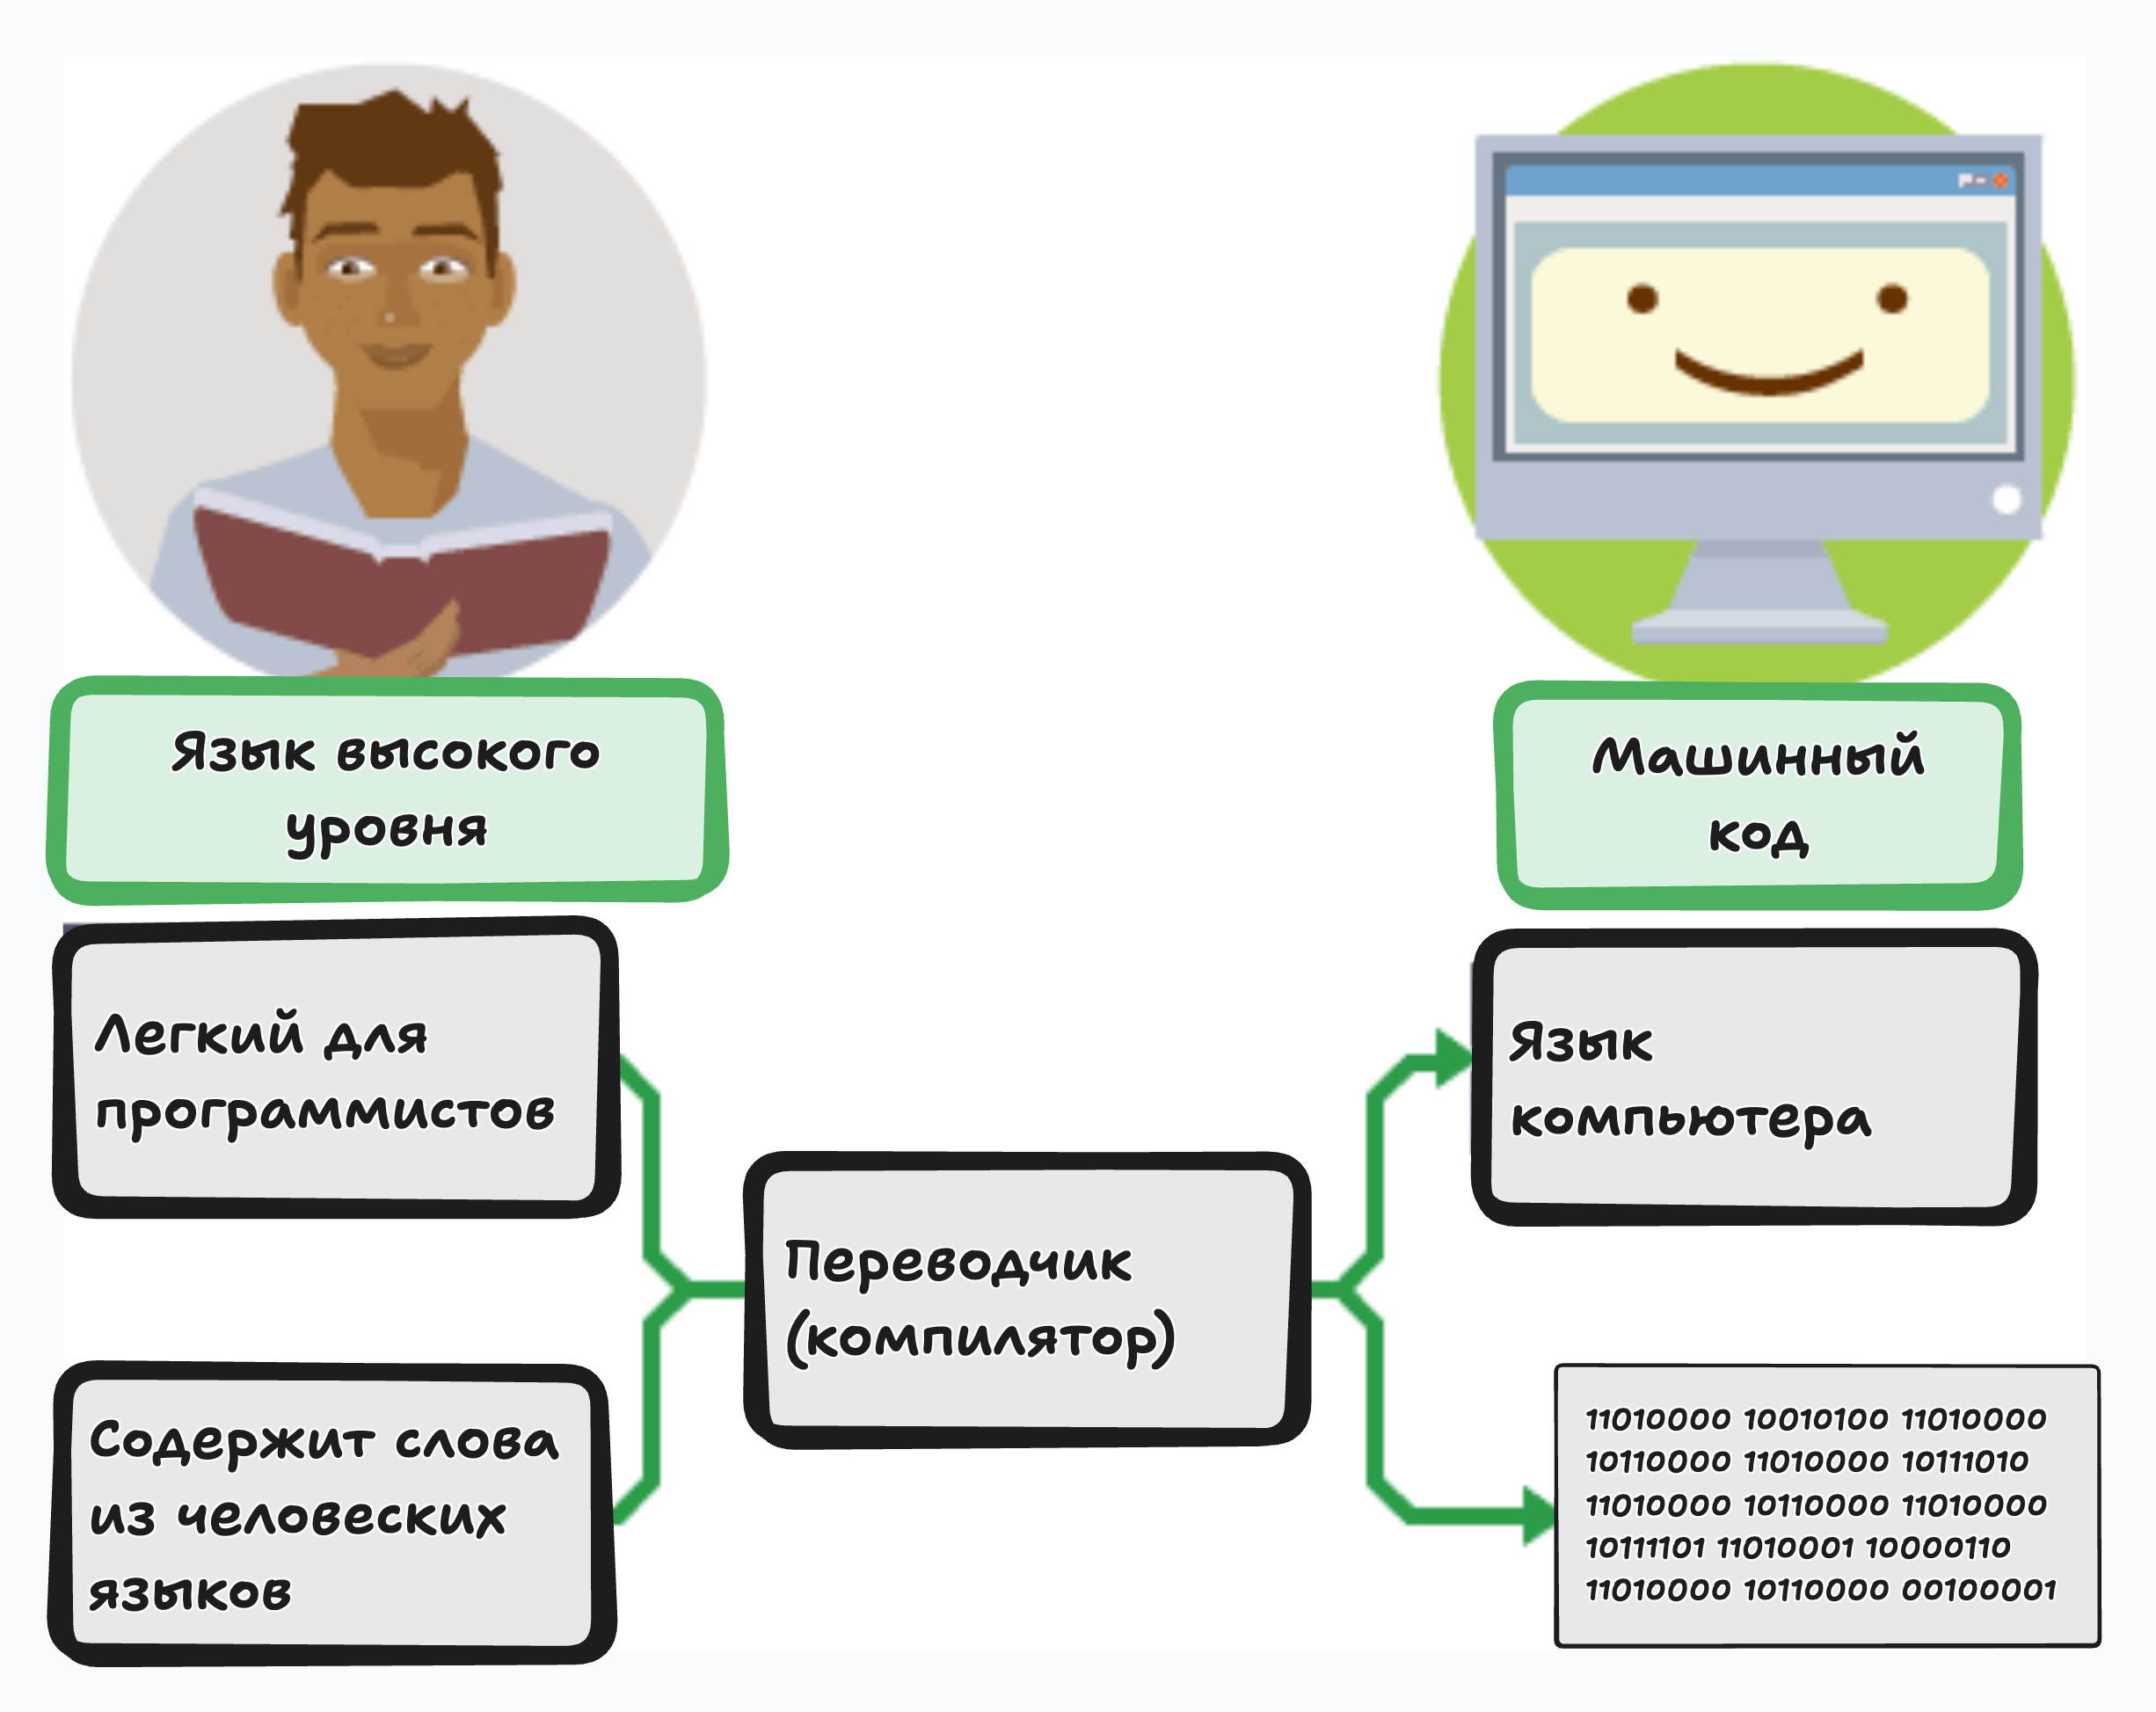 Язык высокого
уровня
Машинный
код
Легкий для
программистов
Язык
компьютера
Переводчик
(компилятор)
Содержит слова
из человеских
языков
11010000 10010100 11010000
10110000 11010000 10111010
11010000 10110000 11010000
10111101 11010001 10000110
11010000 10110000 00100001